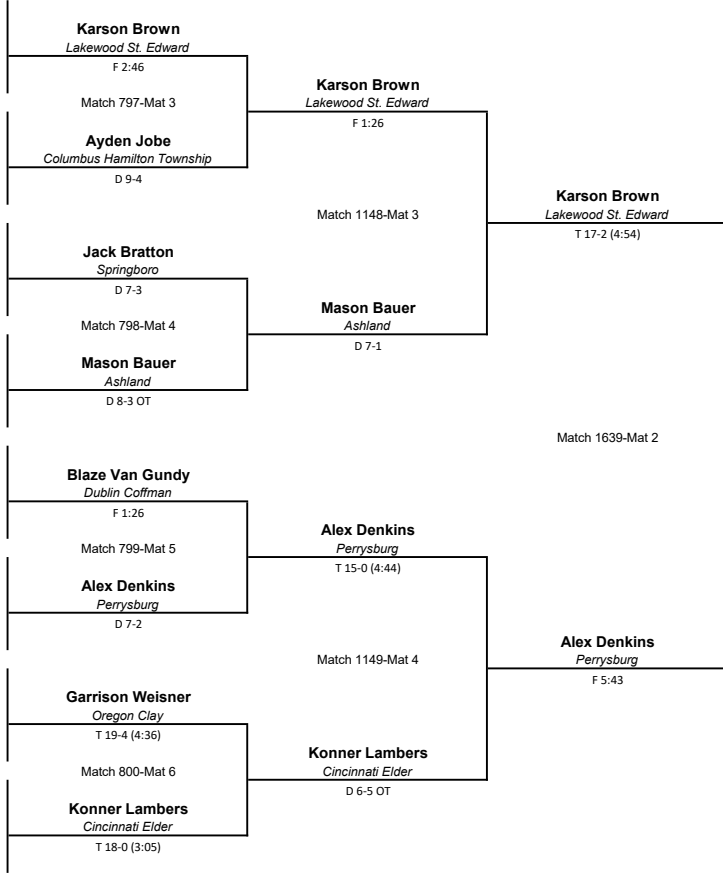 Karson Brown
Lakewood St. Edward
F 2:46
Match 797-Mat 3
Ayden Jobe
Columbus Hamilton Township
D 9-4
Jack Bratton
Springboro
D 7-3
Match 798-Mat 4
Mason Bauer
Ashland
D 8-3 OT
Blaze Van Gundy
Dublin Coffman
F 1:26
Match 799-Mat 5
Alex Denkins
Perrysburg
D 7-2
Garrison Weisner
Oregon Clay
T 19-4 (4:36)
Match 800-Mat 6
Konner Lambers
Cincinnati Elder
T 18-0 (3:05)
Karson Brown
Lakewood St. Edward
F 1:26
Match 1148-Mat 3
Mason Bauer
Ashland
D 7-1
Alex Denkins
Perrysburg
T 15-0 (4:44)
Match 1149-Mat 4
Konner Lambers
Cincinnati Elder
D 6-5 OT
Karson Brown
Lakewood St. Edward
T 17-2 (4:54)
Match 1639-Mat 2
Alex Denkins
Perrysburg
F 5:43